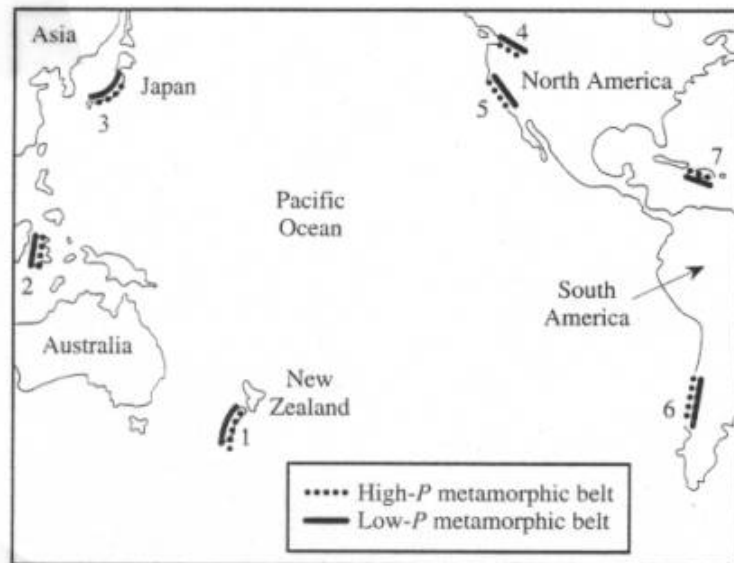 Asia
Japan
3
4
North America
5
7
Pacific
Ocean
2
South
America
Australia
New
Zealand
1
6
High-P metamorphic belt
Low-P metamorphic belt